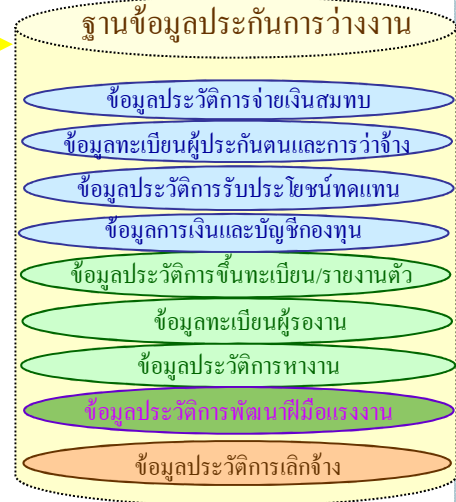 ฐานข้อมูลประกันการว่างงาน
ข้อมูลประวัติการจ่ายเงินสมทบ
ข้อมูลทะเบียนผู้ประกันตนและการว่าจ้าง
ข้อมูลประวัติการรับประโยชน์ทดแทน
ข้อมูลการเงินและบัญชีกองทุน
ข้อมูลประวัติการขึ้นทะเบียน/รายงานตัว
ข้อมูลทะเบียนผู้รองาน
ข้อมูลประวัติการหางาน
ข้อมูลประวัติการพัฒนาฝีมือแรงงาน
ข้อมูลประวัติการเลิกจ้าง